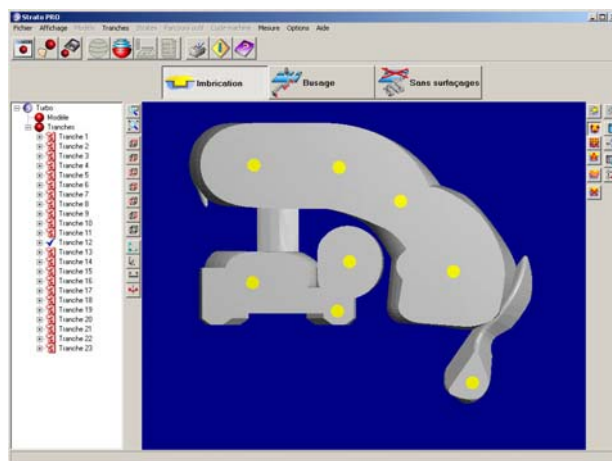 Strato PRO
Fichier Affichage Modèle Tranches Strates Parcours outil Code machine Mesure Options Aide
Imbrication Busage Sans surfaçages
Turbo
Modèle
Tranches
Tranche 1
Tranche 2
Tranche 3
Tranche 4
Tranche 5
Tranche 6
Tranche 7
Tranche 8
Tranche 9
Tranche 10
Tranche 11
Tranche 12
Tranche 13
Tranche 14
Tranche 15
Tranche 16
Tranche 17
Tranche 18
Tranche 19
Tranche 20
Tranche 21
Tranche 22
Tranche 23